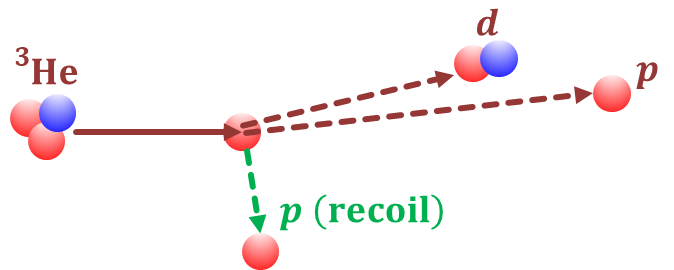 d
³He
p
p (recoil)